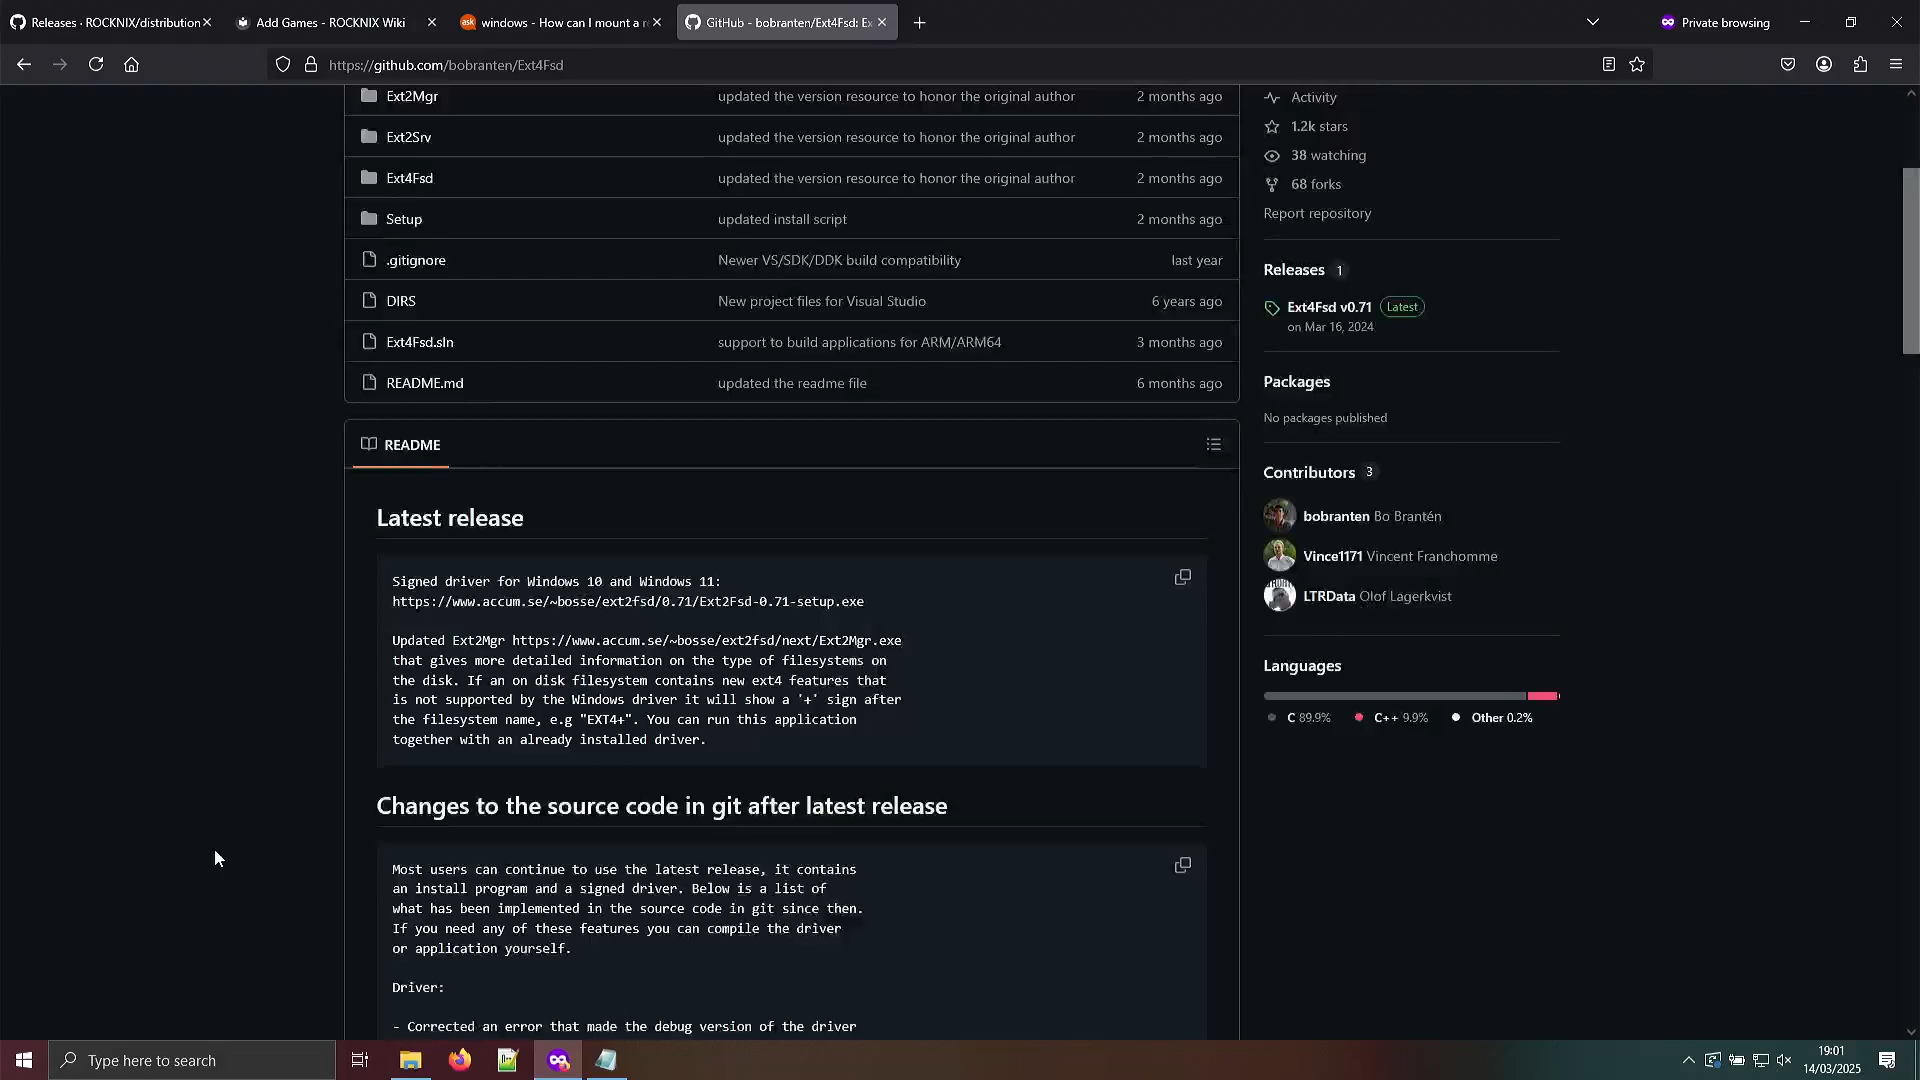 Releases · ROCKNIX/distribution
Add Games - ROCKNIX Wiki
windows - How can I mount a r
GitHub - bobranten/Ext4Fsd: Ex
Private browsing
https://github.com/bobranten/Ext4Fsd
Ext2Mgr updated the version resource to honor the original author 2 months ago
Ext2Srv updated the version resource to honor the original author 2 months ago
Ext4Fsd updated the version resource to honor the original author 2 months ago
Setup updated install script 2 months ago
.gitignore Newer VS/SDK/DDK build compatibility last year
DIRS New project files for Visual Studio 6 years ago
Ext4Fsd.sln support to build applications for ARM/ARM64 3 months ago
README.md updated the readme file 6 months ago
README
Latest release
Signed driver for Windows 10 and Windows 11:
https://www.accum.se/~bosse/ext2fsd/0.71/Ext2Fsd-0.71-setup.exe
Updated Ext2Mgr https://www.accum.se/~bosse/ext2fsd/next/Ext2Mgr.exe
that gives more detailed information on the type of filesystems on
the disk. If an on disk filesystem contains new ext4 features that
is not supported by the Windows driver it will show a '+' sign after
the filesystem name, e.g "EXT4+". You can run this application
together with an already installed driver.
Changes to the source code in git after latest release
Most users can continue to use the latest release, it contains
an install program and a signed driver. Below is a list of
what has been implemented in the source code in git since then.
If you need any of these features you can compile the driver
or application yourself.
Driver:
- Corrected an error that made the debug version of the driver
Activity
1.2k stars
38 watching
68 forks
Report repository
Releases 1
Ext4Fsd v0.71 Latest
on Mar 16, 2024
Packages
No packages published
Contributors 3
bobranten Bo Brantén
Vince1171 Vincent Franchomme
LTRData Olof Lagerkvist
Languages
C 89.9% C++ 9.9% Other 0.2%
Type here to search
19:01
14/03/2025